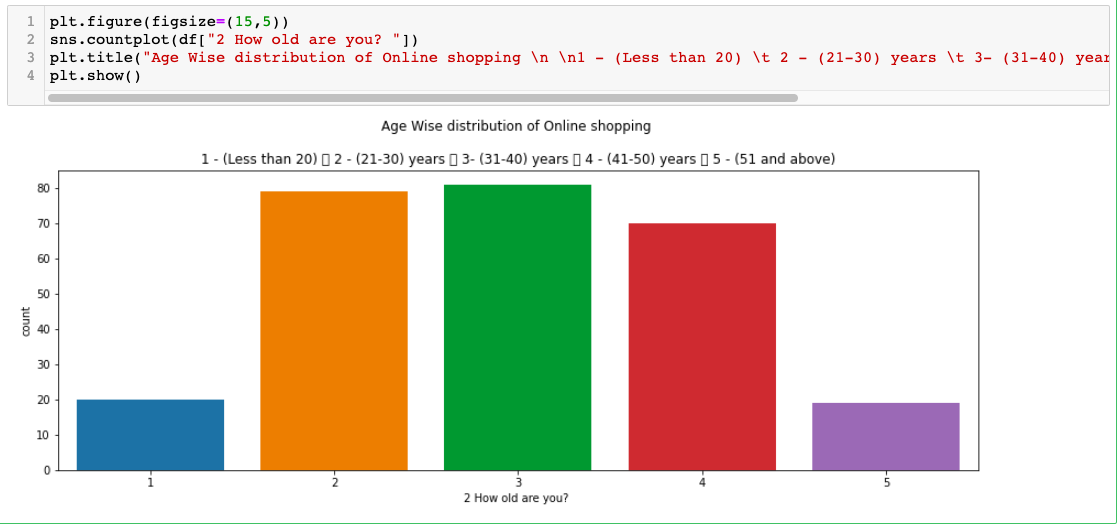 1 plt.figure(figsize=(15,5))
2 sns.countplot(df["2 How old are you? "])
3 plt.title("Age Wise distribution of Online shopping \n \n1 - (Less than 20) \t 2 - (21-30) years \t 3- (31-40) year
4 plt.show()
Age Wise distribution of Online shopping
1 - (Less than 20) ▯ 2 - (21-30) years ▯ 3- (31-40) years ▯ 4 - (41-50) years ▯ 5 - (51 and above)
80
70
60
50
40
30
20
10
0
count
1 2 3 4 5
2 How old are you?